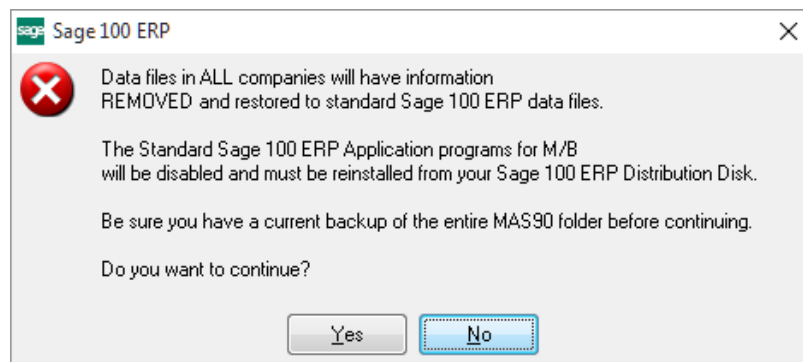 sage Sage 100 ERP
Data files in ALL companies will have information
REMOVED and restored to standard Sage 100 ERP data files.
The Standard Sage 100 ERP Application programs for M/B
will be disabled and must be reinstalled from your Sage 100 ERP Distribution Disk.
Be sure you have a current backup of the entire MAS90 folder before continuing.
Do you want to continue?
Yes No